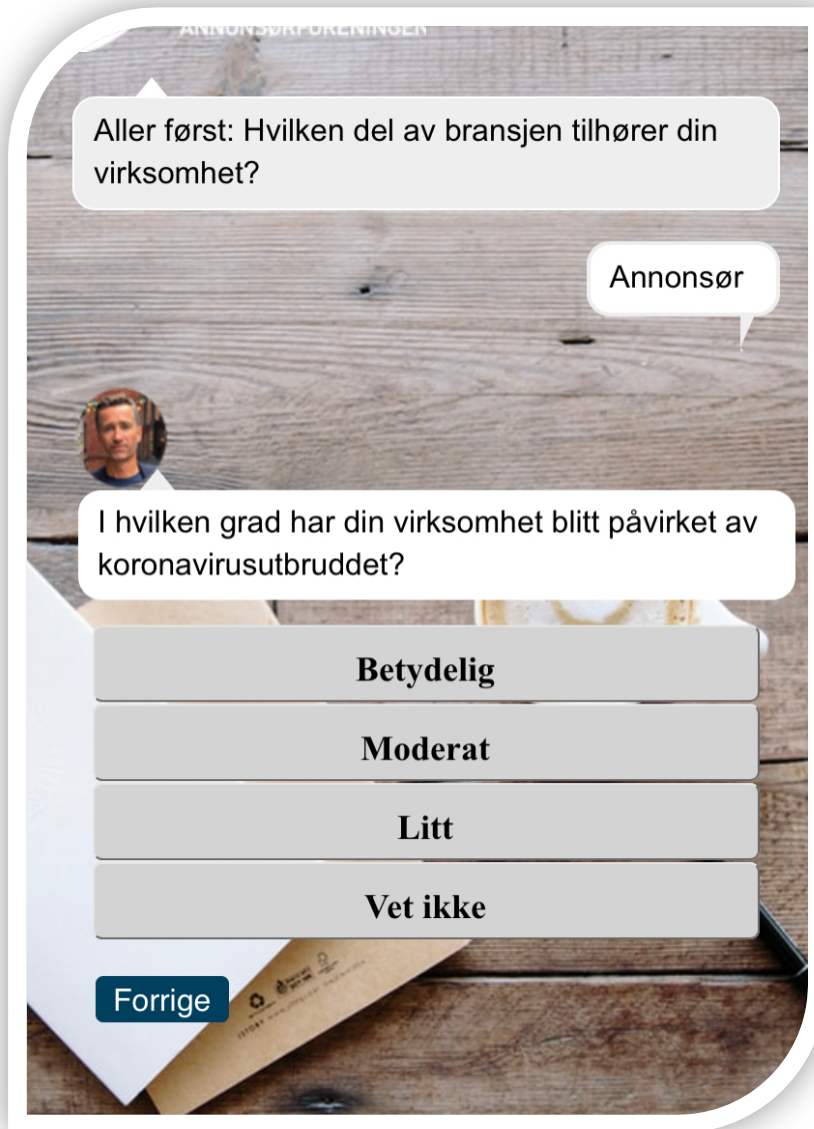 ANNONSØRFORENINGEN
Aller først: Hvilken del av bransjen tilhører din
virksomhet?
Annonsør
I hvilken grad har din virksomhet blitt påvirket av
koronavirusutbruddet?
Betydelig
Moderat
Litt
Vet ikke
Forrige